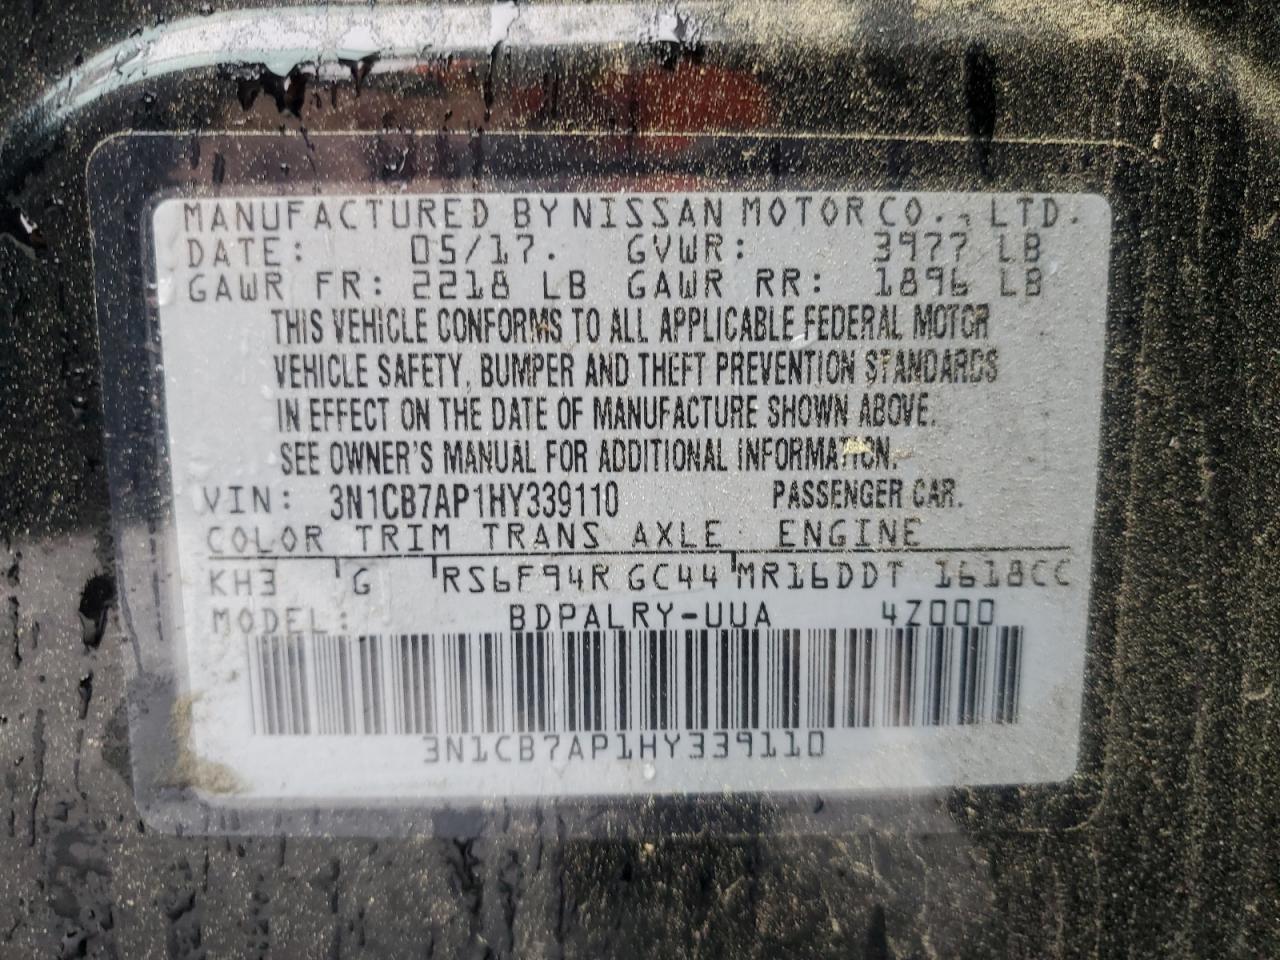 MANUFACTURED BY NISSAN MOTOR CO., LTD.
DATE: 05/17. GVWR: 3977 LB
GAWR FR: 2218 LB GAWR RR: 1896 LB
THIS VEHICLE CONFORMS TO ALL APPLICABLE FEDERAL MOTOR
VEHICLE SAFETY, BUMPER AND THEFT PREVENTION STANDARDS
IN EFFECT ON THE DATE OF MANUFACTURE SHOWN ABOVE.
SEE OWNER'S MANUAL FOR ADDITIONAL INFORMATION.
VIN: 3N1CB7AP1HY339110 PASSENGER CAR.
COLOR TRIM TRANS AXLE ENGINE
KH3 G RS6F94R GC44 MR16DDT 1618CC
MODEL: BDPALRY-UUA 4Z000
3N1CB7AP1HY339110